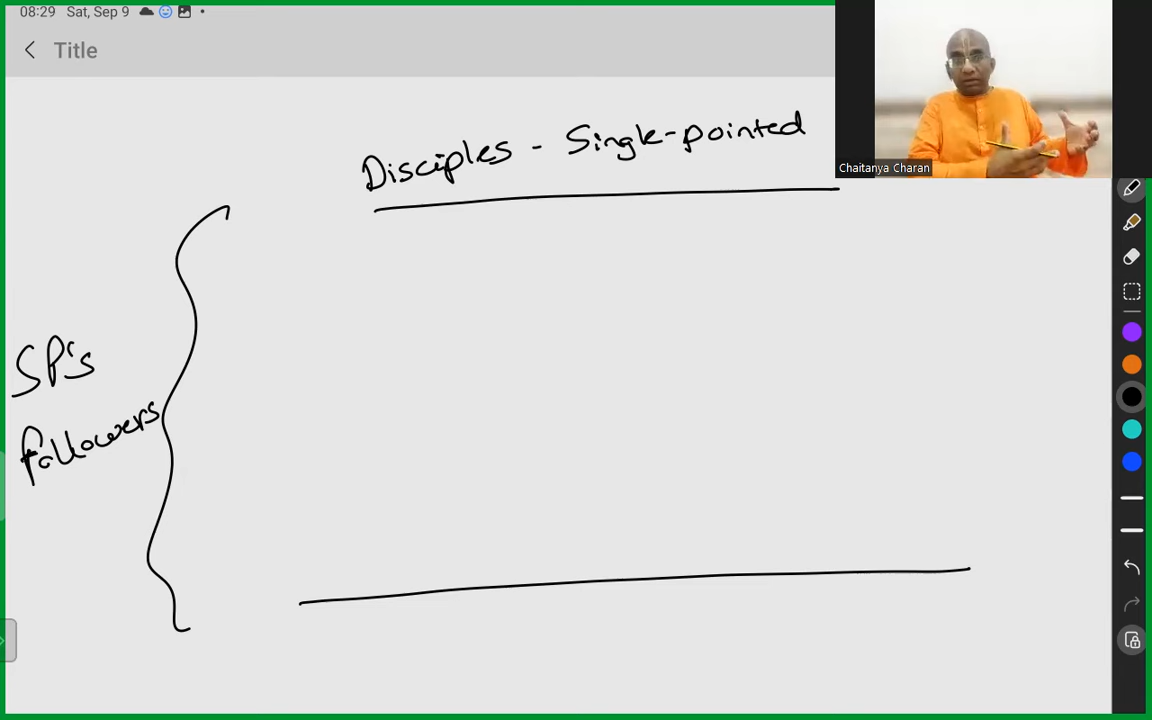 08:29 Sat, Sep 9
Title
Chaitanya Charan
Disciples - Single-pointed
SP's
followers